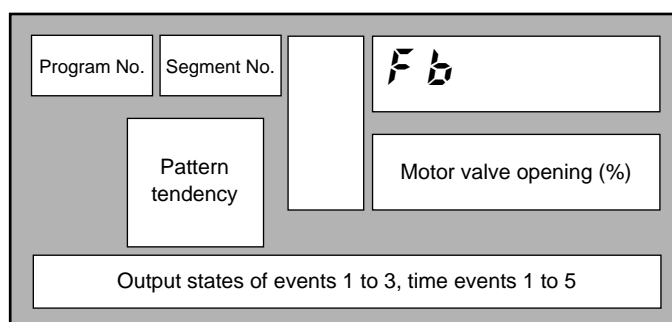 Program No.
Segment No.
Fb
Pattern
tendency
Motor valve opening (%)
Output states of events 1 to 3, time events 1 to 5